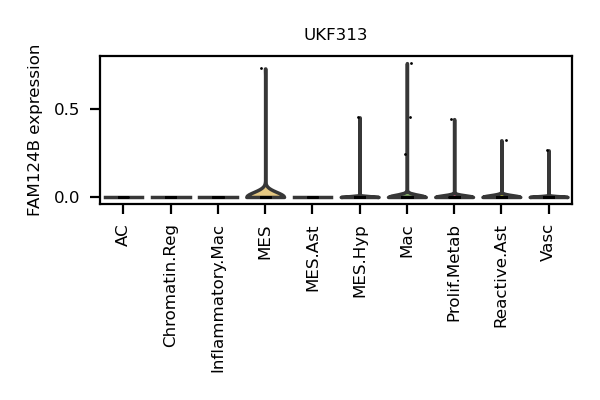 UKF313
FAM124B expression
0.5
0.0
AC
Chromatin.Reg
Inflammatory.Mac
MES
MES.Ast
MES.Hyp
Mac
Prolif.Metab
Reactive.Ast
Vasc